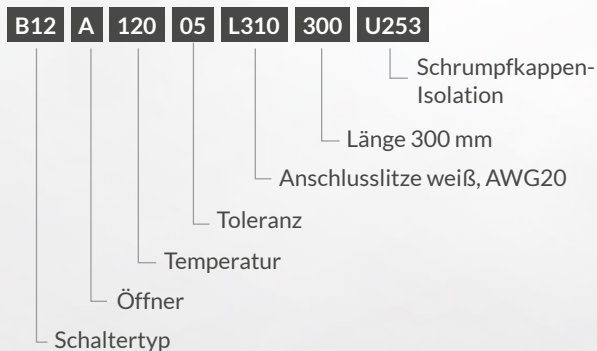 B12 A 120 05 L310 300 U253
Schrumpfkappen-
Isolation
Länge 300 mm
Anschlusslitze weiß, AWG20
Toleranz
Temperatur
Öffner
Schaltertyp